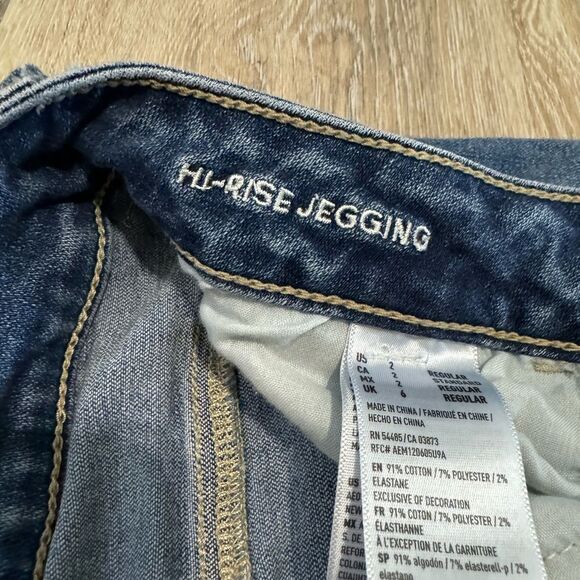 HI-RISE JEGGING
US 2 REGULAR
CA 2 STANDARD
MX 2 REGULAR
UK 6 REGULAR
MADE IN CHINA / FABRIQUÉ EN CHINE /
HECHO EN CHINA
RN 54485/CA 03873
RFC# AEM120605U9A
EN 91% COTTON / 7% POLYESTER / 2%
ELASTANE
EXCLUSIVE OF DECORATION
FR 91% COTON / 7% POLYESTER / 2%
ÉLASTHANNE
À L'EXCEPTION DE LA GARNITURE
SP 91% algodón / 7% elasterell-p / 2%
elastano